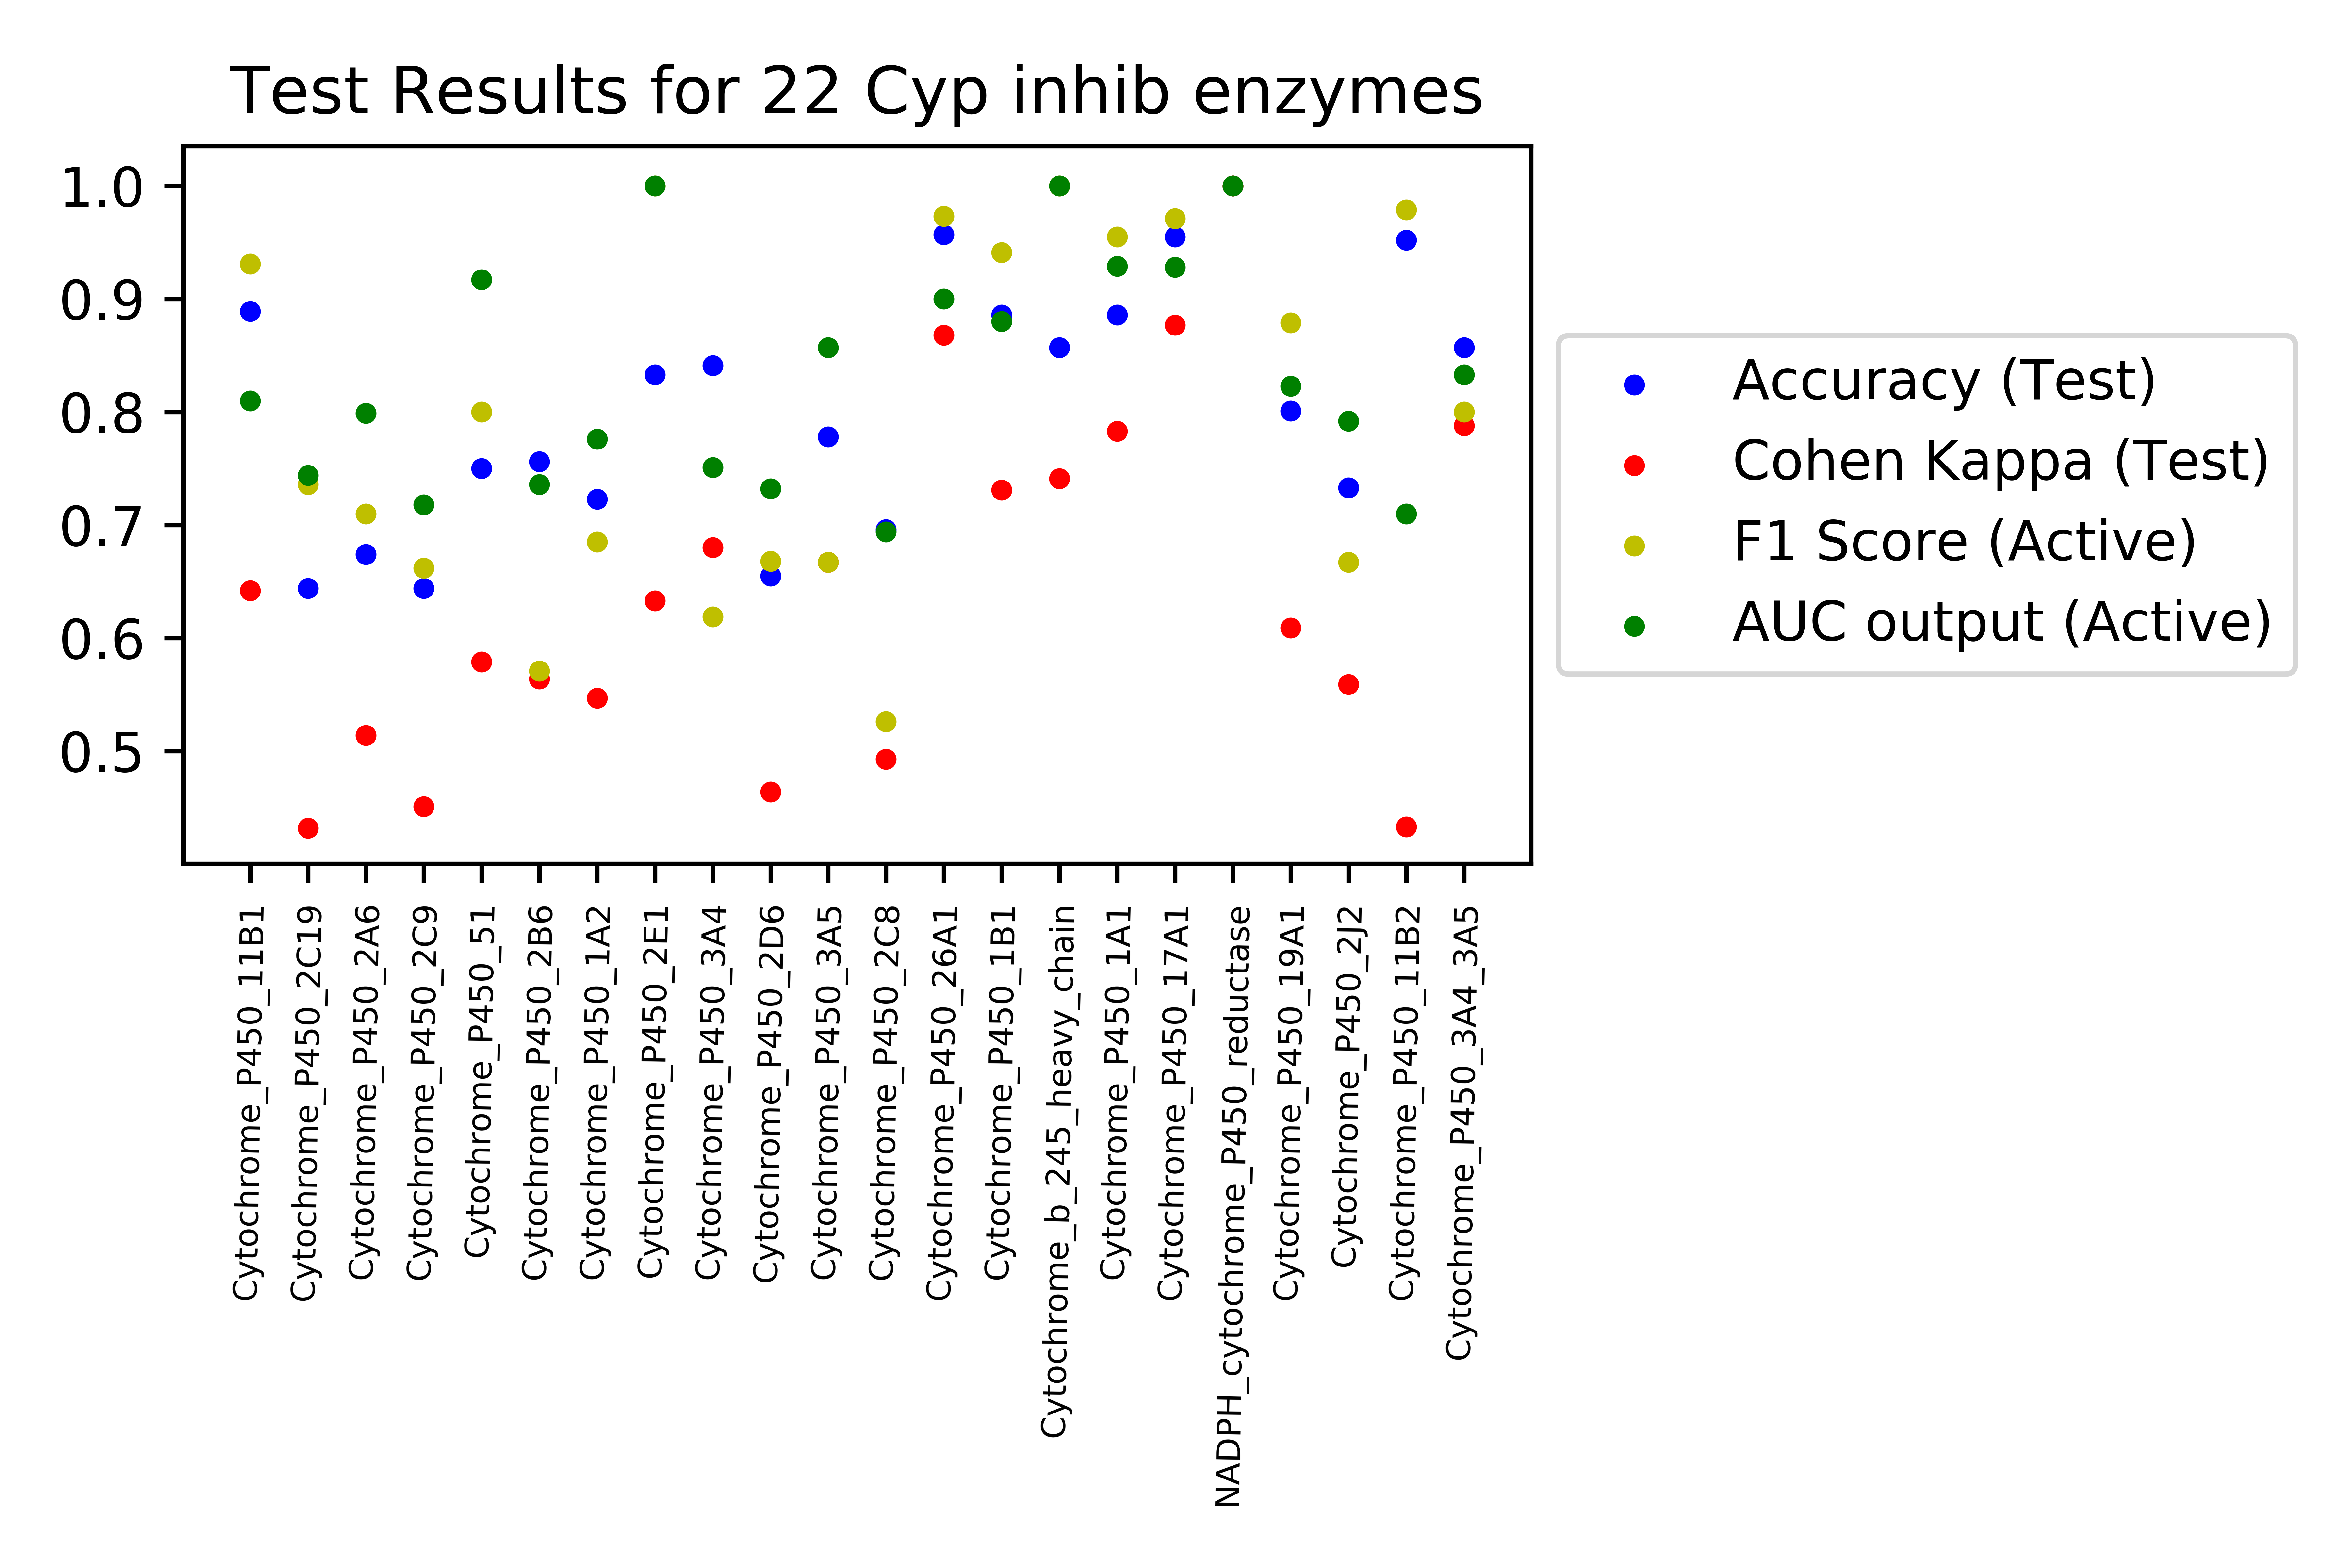 Test Results for 22 Cyp inhib enzymes
1.0
0.9
0.8
0.7
0.6
0.5
Accuracy (Test)
Cohen Kappa (Test)
F1 Score (Active)
AUC output (Active)
Cytochrome_P450_11B1
Cytochrome_P450_2C19
Cytochrome_P450_2A6
Cytochrome_P450_2C9
Cytochrome_P450_51
Cytochrome_P450_2B6
Cytochrome_P450_1A2
Cytochrome_P450_2E1
Cytochrome_P450_3A4
Cytochrome_P450_2D6
Cytochrome_P450_3A5
Cytochrome_P450_2C8
Cytochrome_P450_26A1
Cytochrome_P450_1B1
Cytochrome_b_245_heavy_chain
Cytochrome_P450_1A1
Cytochrome_P450_17A1
NADPH_cytochrome_P450_reductase
Cytochrome_P450_19A1
Cytochrome_P450_2J2
Cytochrome_P450_11B2
Cytochrome_P450_3A4_3A5